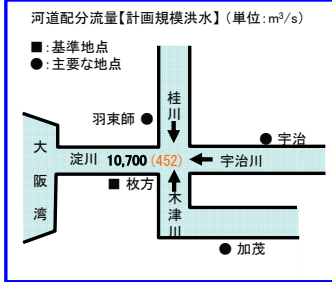 河道配分流量【計画規模洪水】(単位:m³/s)
■:基準地点
●:主要な地点
桂川
羽束師 ●
● 宇治
大阪湾
淀川 10,700 (452)
宇治川
■ 枚方
木津川
● 加茂